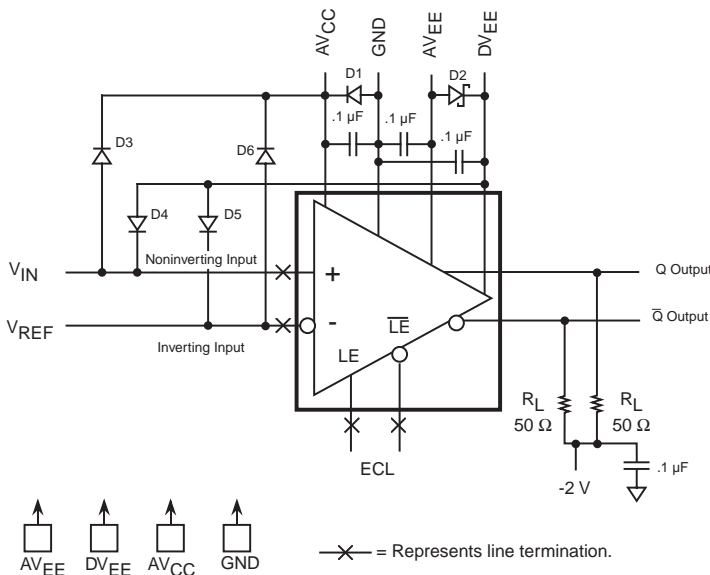 AVCC
GND
AVEE
DVEE
D1
D2
.1 µF
.1 µF
.1 µF
D3
D6
D4
D5
VIN
Noninverting Input
+
Q Output
VREF
Inverting Input
-
LE
L̅E̅
Q̅ Output
RL
50 Ω
RL
50 Ω
ECL
-2 V
.1 µF
AVEE
DVEE
AVCC
GND
= Represents line termination.